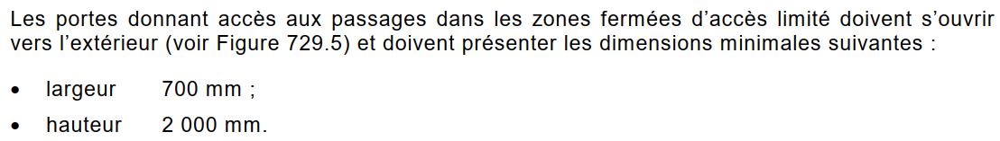 Les portes donnant accès aux passages dans les zones fermées d’accès limité doivent s’ouvrir
vers l’extérieur (voir Figure 729.5) et doivent présenter les dimensions minimales suivantes :
• largeur 700 mm ;
• hauteur 2 000 mm.